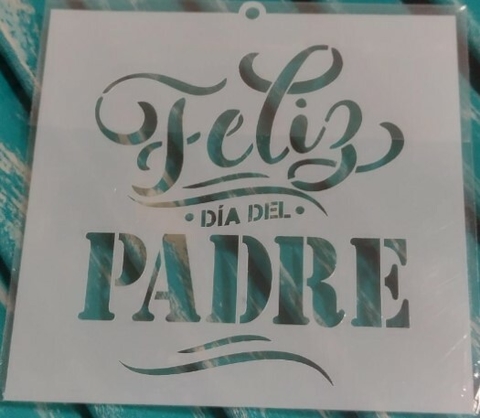 Feliz
• DÍA DEL •
PADRE